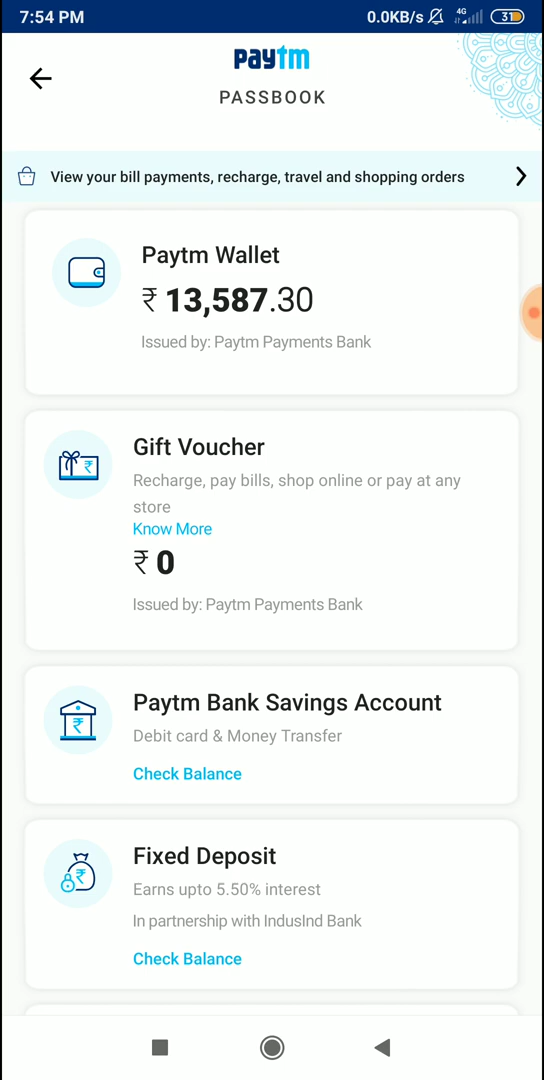 7:54 PM 0.0KB/s 4G 31
paytm
PASSBOOK
View your bill payments, recharge, travel and shopping orders
Paytm Wallet
₹ 13,587.30
Issued by: Paytm Payments Bank
Gift Voucher
Recharge, pay bills, shop online or pay at any
store
Know More
₹ 0
Issued by: Paytm Payments Bank
Paytm Bank Savings Account
Debit card & Money Transfer
Check Balance
Fixed Deposit
Earns upto 5.50% interest
In partnership with IndusInd Bank
Check Balance